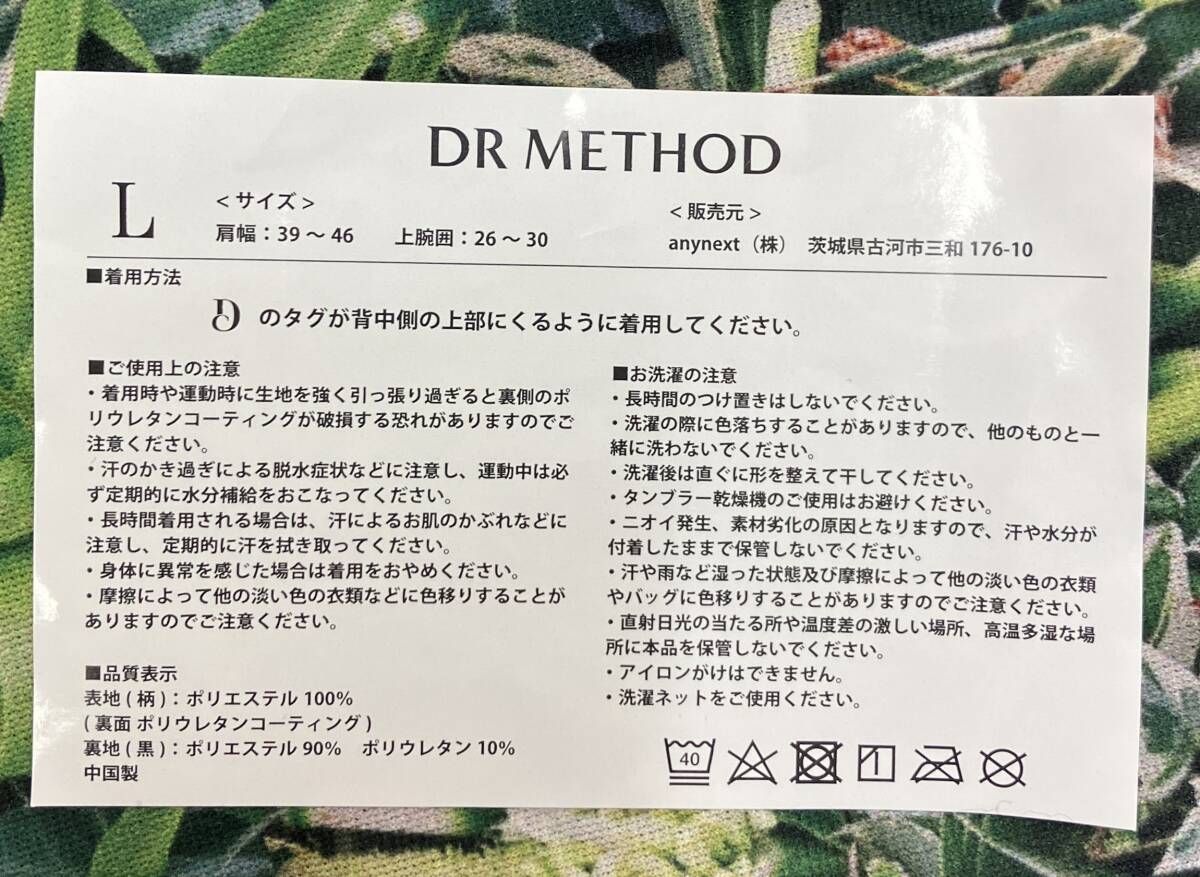 DR METHOD
L
<サイズ>
肩幅：39～46　上腕囲：26～30
<販売元>
anynext（株）　茨城県古河市三和 176-10
■着用方法
のタグが背中側の上部にくるように着用してください。
■ご使用上の注意
・着用時や運動時に生地を強く引っ張り過ぎると裏側のポ
リウレタンコーティングが破損する恐れがありますのでご
注意ください。
・汗のかき過ぎによる脱水症状などに注意し、運動中は必
ず定期的に水分補給をおこなってください。
・長時間着用される場合は、汗によるお肌のかぶれなどに
注意し、定期的に汗を拭き取ってください。
・身体に異常を感じた場合は着用をおやめください。
・摩擦によって他の淡い色の衣類などに色移りすることが
ありますのでご注意ください。
■品質表示
表地(柄)：ポリエステル 100%
(裏面 ポリウレタンコーティング)
裏地(黒)：ポリエステル 90%　ポリウレタン 10%
中国製
■お洗濯の注意
・長時間のつけ置きはしないでください。
・洗濯の際に色落ちすることがありますので、他のものと一
緒に洗わないでください。
・洗濯後は直ぐに形を整えて干してください。
・タンブラー乾燥機のご使用はお避けください。
・ニオイ発生、素材劣化の原因となりますので、汗や水分が
付着したままで保管しないでください。
・汗や雨など湿った状態及び摩擦によって他の淡い色の衣類
やバッグに色移りすることがありますのでご注意ください。
・直射日光の当たる所や温度差の激しい場所、高温多湿な場
所に本品を保管しないでください。
・アイロンがけはできません。
・洗濯ネットをご使用ください。
40